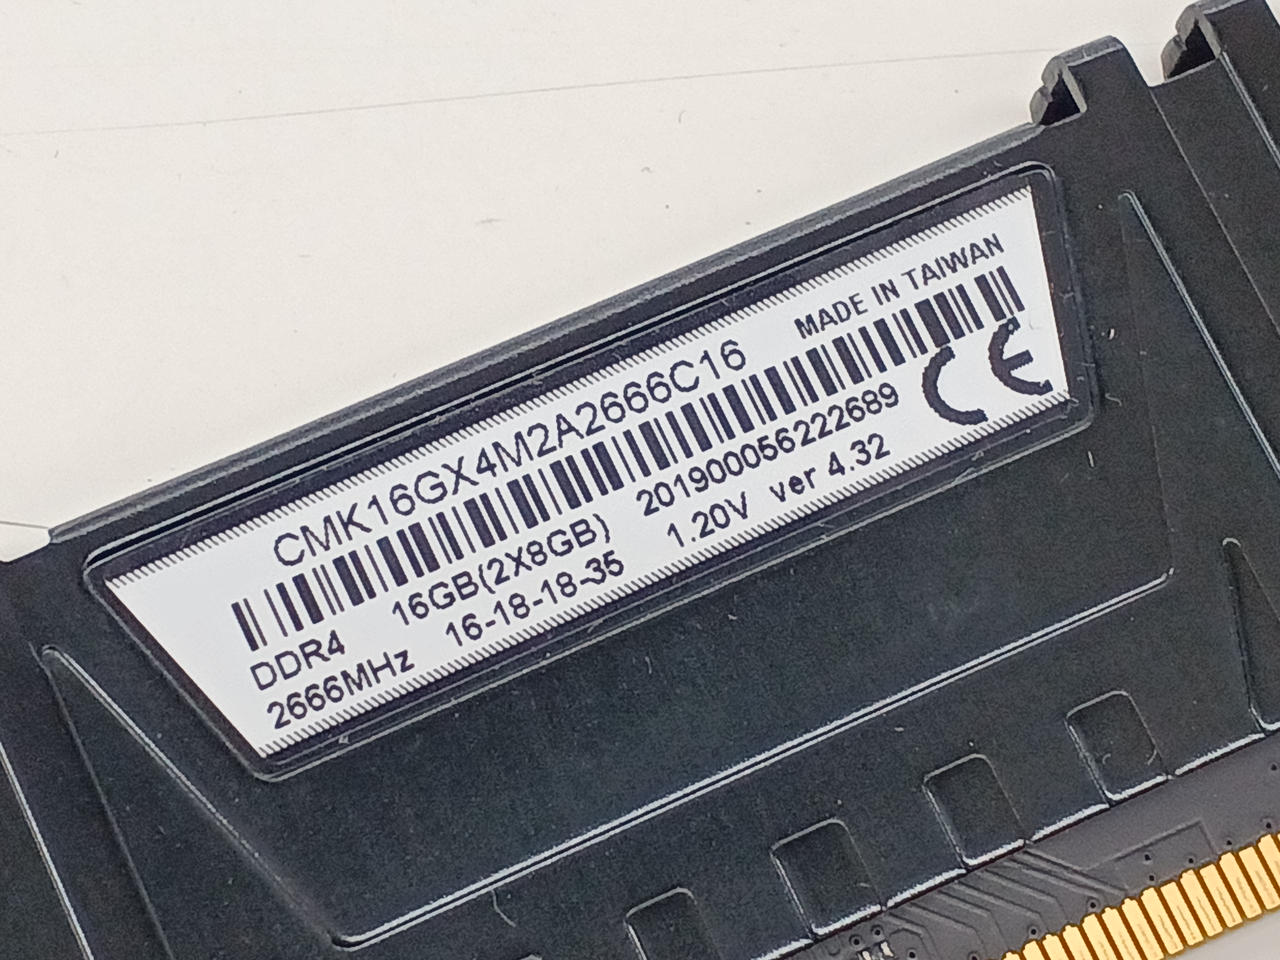 CMK16GX4M2A2666C16 MADE IN TAIWAN
DDR4 16GB(2X8GB) 201900056222689
2666MHz 16-18-18-35 1.20V ver 4.32
CE